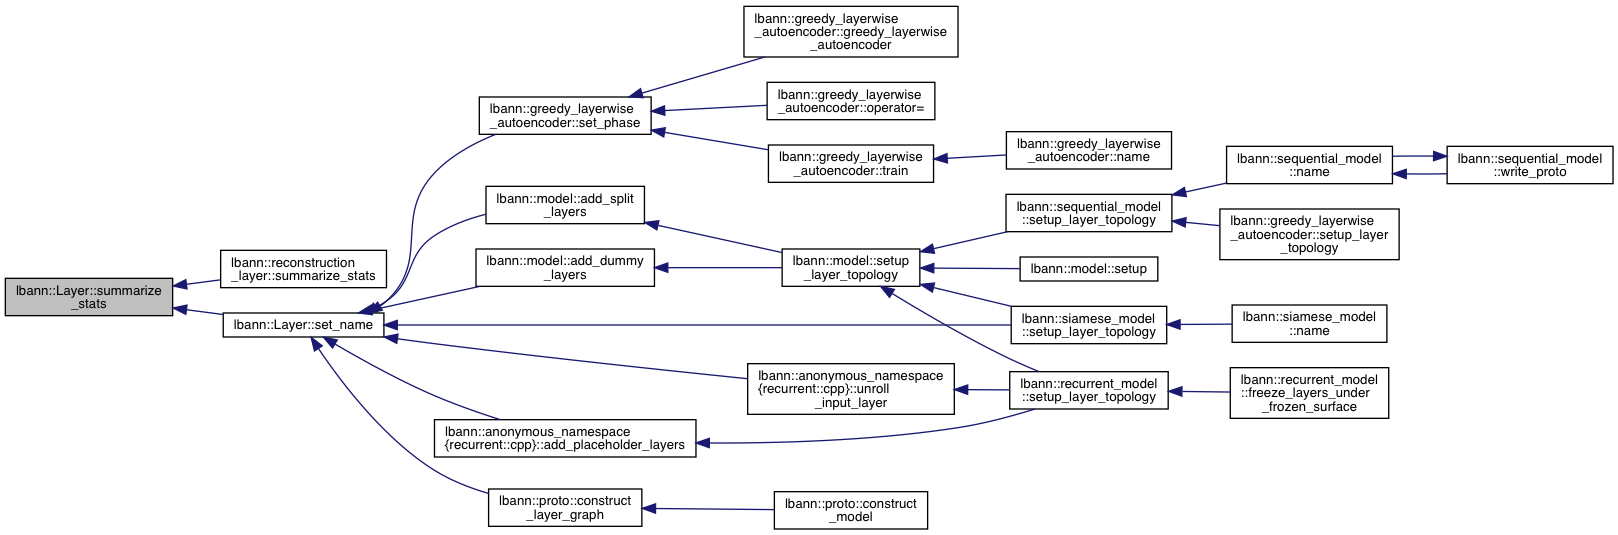 lbann::Layer::summarize
_stats
lbann::reconstruction
_layer::summarize_stats
lbann::Layer::set_name
lbann::greedy_layerwise
_autoencoder::set_phase
lbann::greedy_layerwise
_autoencoder::greedy_layerwise
_autoencoder
lbann::greedy_layerwise
_autoencoder::operator=
lbann::greedy_layerwise
_autoencoder::train
lbann::greedy_layerwise
_autoencoder::name
lbann::model::add_split
_layers
lbann::model::add_dummy
_layers
lbann::model::setup
_layer_topology
lbann::sequential_model
::setup_layer_topology
lbann::sequential_model
::name
lbann::sequential_model
::write_proto
lbann::greedy_layerwise
_autoencoder::setup_layer
_topology
lbann::model::setup
lbann::siamese_model
::setup_layer_topology
lbann::siamese_model
::name
lbann::anonymous_namespace
{recurrent::cpp}::unroll
_input_layer
lbann::recurrent_model
::setup_layer_topology
lbann::recurrent_model
::freeze_layers_under
_frozen_surface
lbann::anonymous_namespace
{recurrent::cpp}::add_placeholder_layers
lbann::proto::construct
_layer_graph
lbann::proto::construct
_model